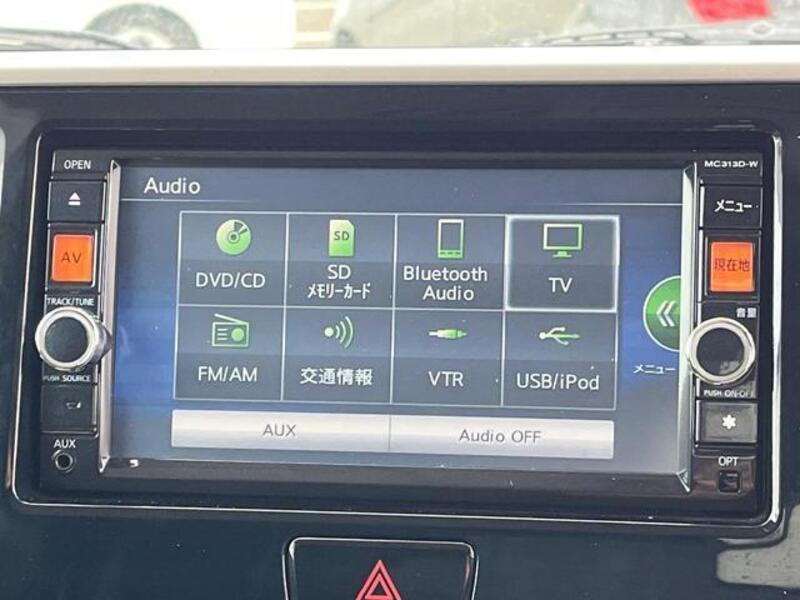 OPEN
MC313D-W
Audio
メニュー
AV
現在地
SD
DVD/CD
SD
メモリーカード
Bluetooth
Audio
TV
TRACK/TUNE
音量
FM/AM
交通情報
VTR
USB/iPod
メニュー
PUSH SOURCE
PUSH ON-OFF
AUX
Audio OFF
AUX
OPT